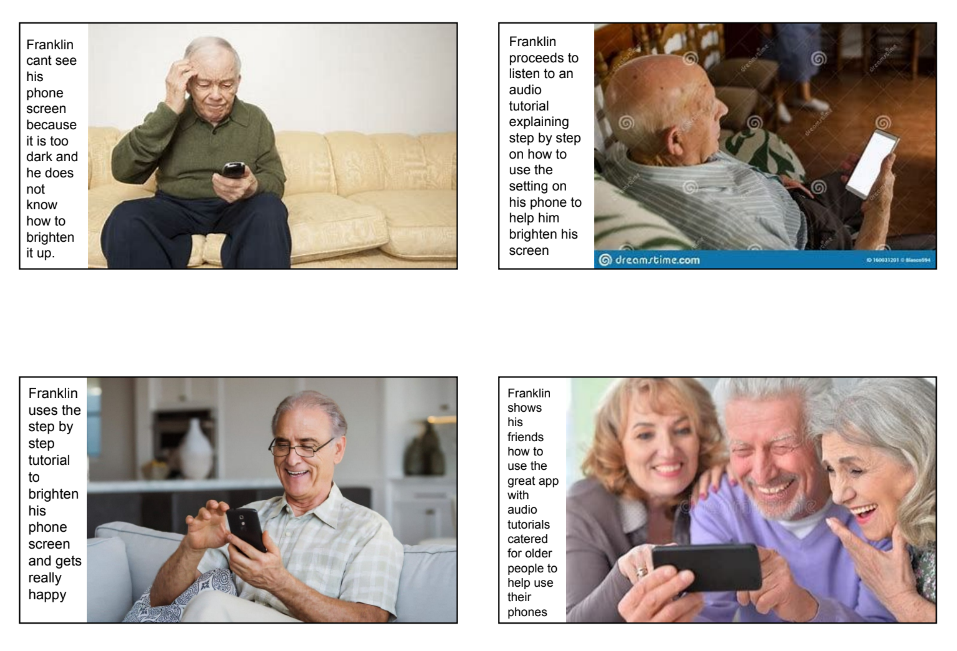 Franklin
cant see
his
phone
screen
because
it is too
dark and
he does
not
know
how to
brighten
it up.
Franklin
proceeds to
listen to an
audio
tutorial
explaining
step by step
on how to
use the
setting on
his phone to
help him
brighten his
screen
dreamstime.com
ID 160931201 © Bluem594
Franklin
uses the
step by
step
tutorial
to
brighten
his
phone
screen
and gets
really
happy
Franklin
shows
his
friends
how to
use the
great app
with
audio
tutorials
catered
for older
people to
help use
their
phones